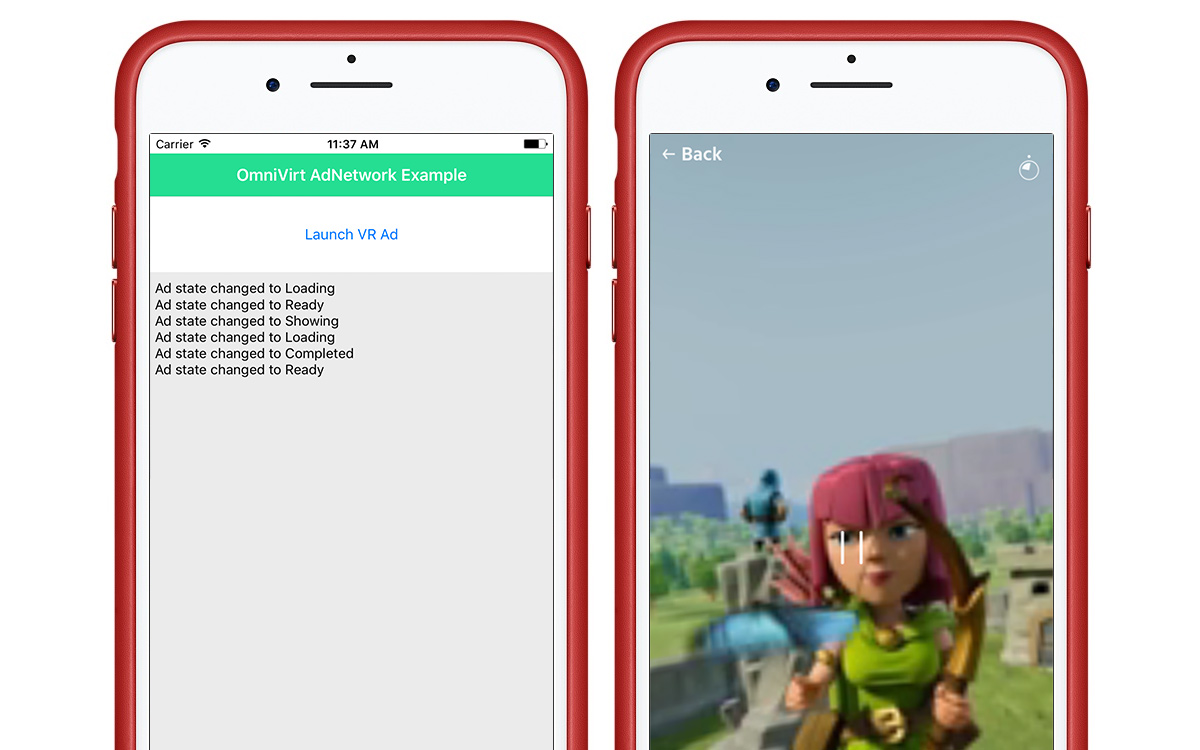 Carrier 11:37 AM
OmniVirt AdNetwork Example
Launch VR Ad
Ad state changed to Loading
Ad state changed to Ready
Ad state changed to Showing
Ad state changed to Loading
Ad state changed to Completed
Ad state changed to Ready
← Back